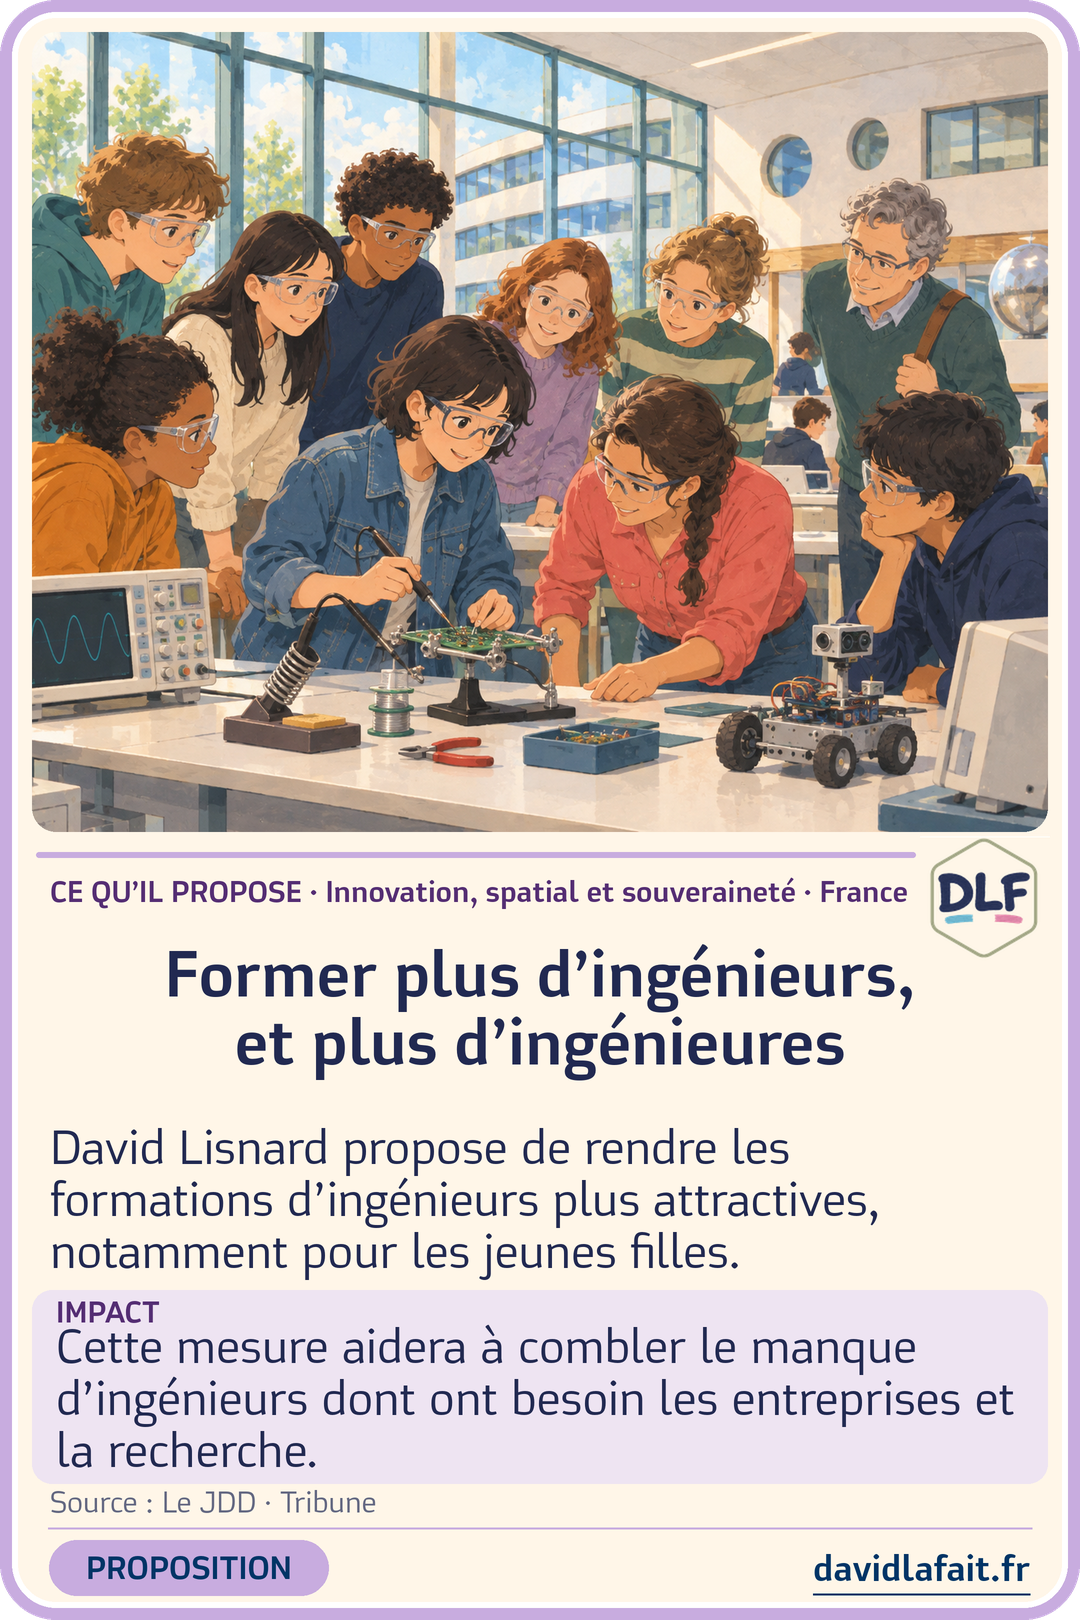 CE QU’IL PROPOSE · Innovation, spatial et souveraineté · France
DLF
Former plus d’ingénieurs,
et plus d’ingénieures
David Lisnard propose de rendre les
formations d’ingénieurs plus attractives,
notamment pour les jeunes filles.
IMPACT
Cette mesure aidera à combler le manque
d’ingénieurs dont ont besoin les entreprises et
la recherche.
Source : Le JDD · Tribune
PROPOSITION
davidlafait.fr